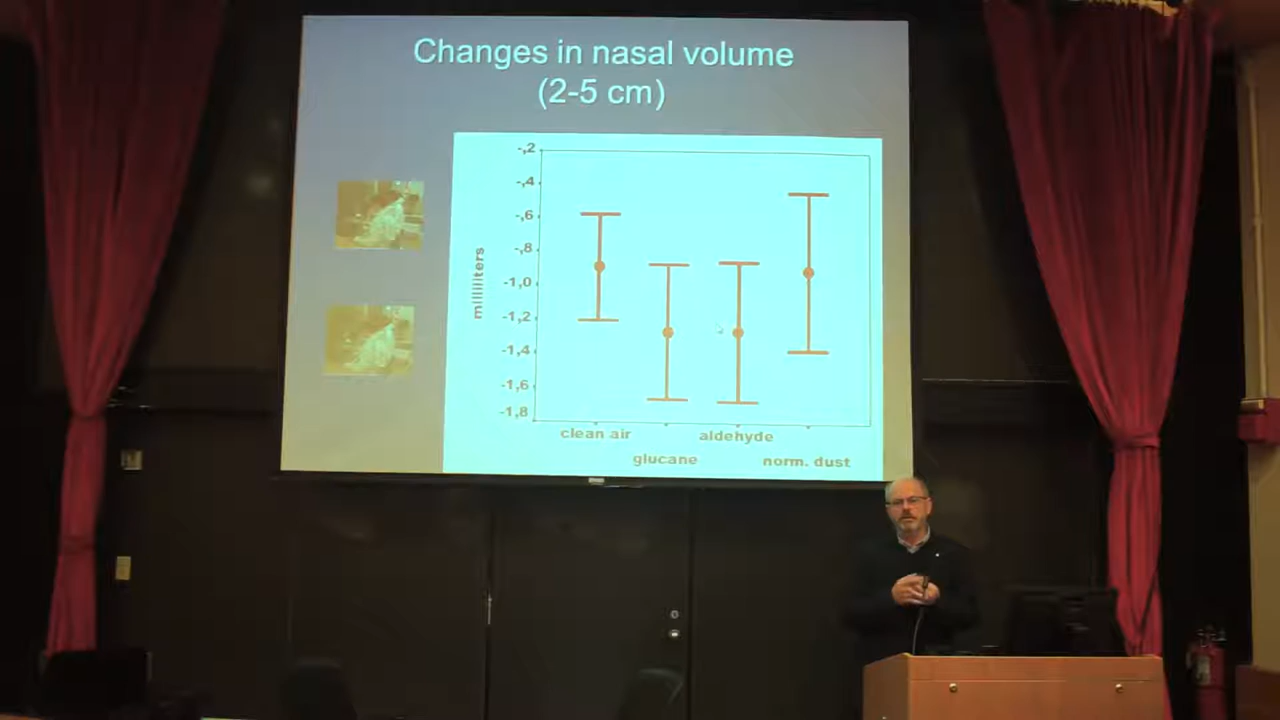 Changes in nasal volume
(2-5 cm)
milliliters
-,2
-,4
-,6
-,8
-1,0
-1,2
-1,4
-1,6
-1,8
clean air
glucane
aldehyde
norm. dust